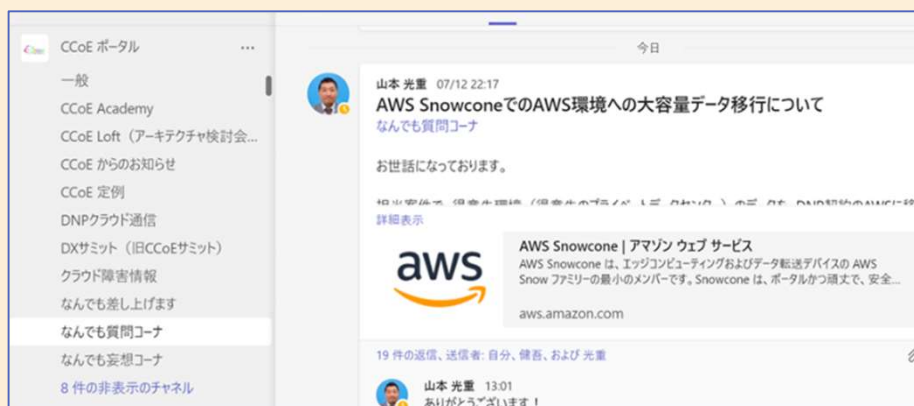 CCoE ポータル
一般
CCoE Academy
CCoE Loft（アーキテクチャ検討会...
CCoE からのお知らせ
CCoE 定例
DNPクラウド通信
DXサミット（旧CCoEサミット）
クラウド障害情報
なんでも差し上げます
なんでも質問コーナ
なんでも妄想コーナ
8 件の非表示のチャネル
今日
山本 光重 07/12 22:17
AWS SnowconeでのAWS環境への大容量データ移行について
なんでも質問コーナ
お世話になっております。
詳細表示
aws
AWS Snowcone | アマゾン ウェブ サービス
AWS Snowcone は、エッジコンピューティングおよびデータ転送デバイスの AWS
Snow ファミリーの最小のメンバーです。Snowcone は、ポータルかつ頑丈で、安全...
aws.amazon.com
19 件の返信、送信者: 自分、健吾、および 光重
山本 光重 13:01
ありがとうございます！